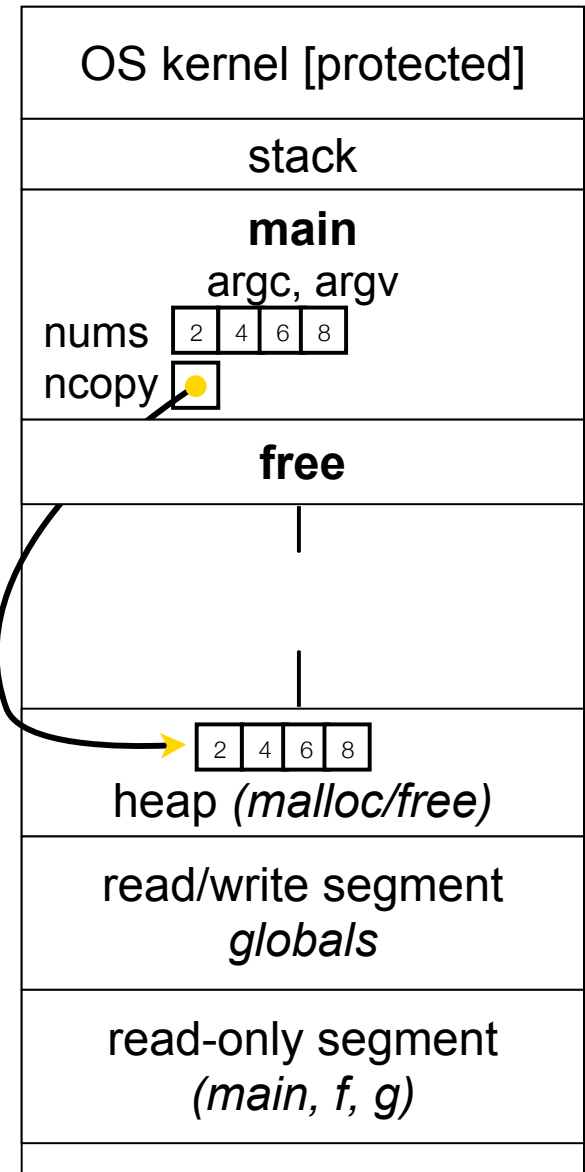 OS kernel [protected]
stack
main
argc, argv
nums 2 4 6 8
ncopy
free
2 4 6 8
heap (malloc/free)
read/write segment
globals
read-only segment
(main, f, g)